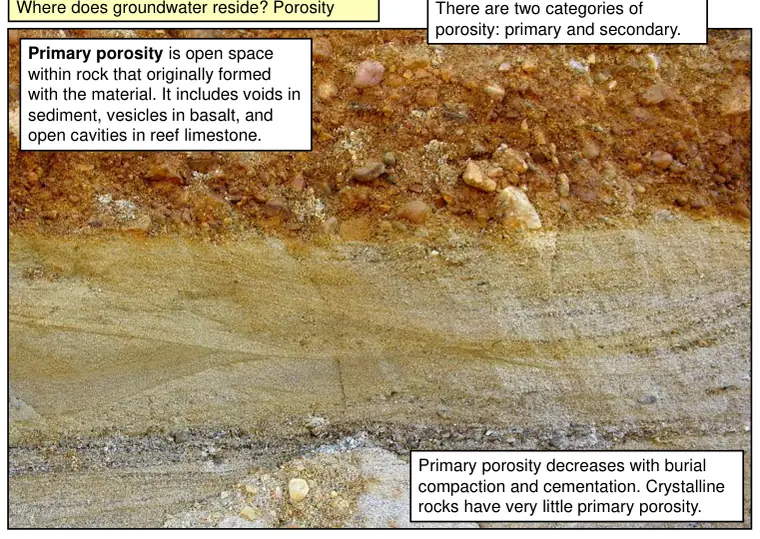 Where does groundwater reside? Porosity
There are two categories of
porosity: primary and secondary.
Primary porosity is open space
within rock that originally formed
with the material. It includes voids in
sediment, vesicles in basalt, and
open cavities in reef limestone.
Primary porosity decreases with burial
compaction and cementation. Crystalline
rocks have very little primary porosity.